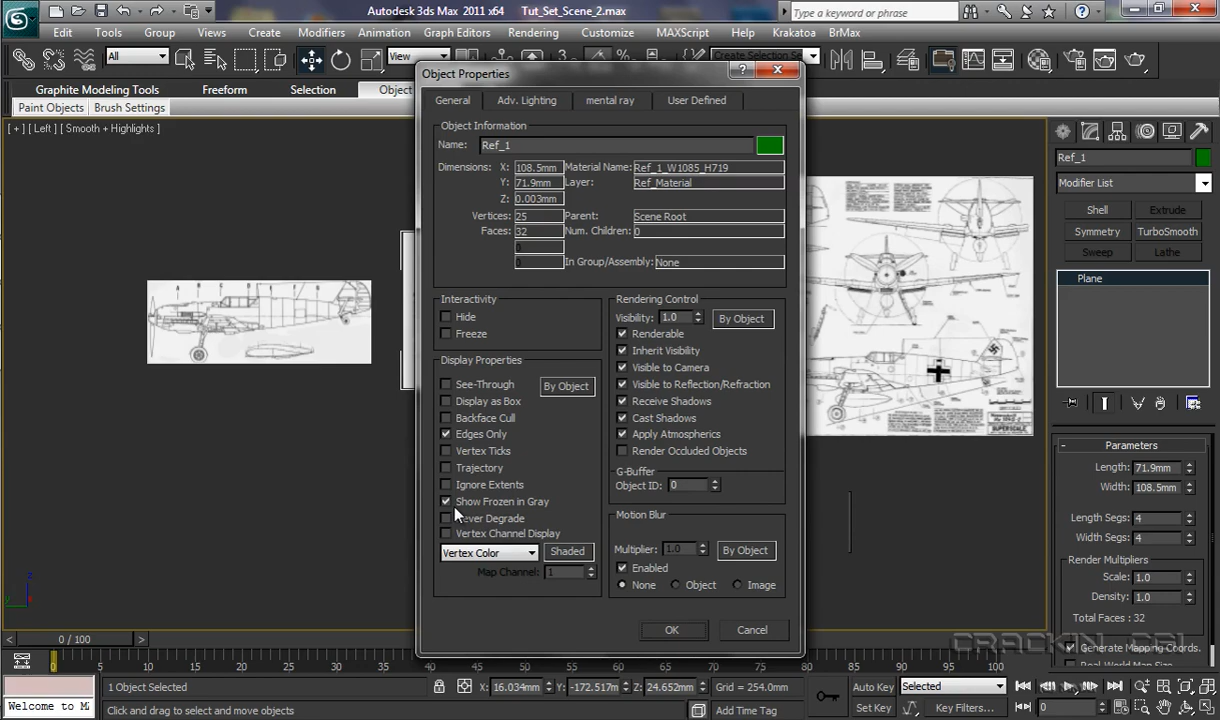 Autodesk 3ds Max 2011 x64 Tut_Set_Scene_2.max
Type a keyword or phrase
Edit Tools Group Views Create Modifiers Animation Graph Editors Rendering Customize MAXScript Help Krakatoa BrMax
All
View
Create Selection Se
Graphite Modeling Tools Freeform Selection Object
Paint Objects Brush Settings
[ + ] [ Left ] [ Smooth + Highlights ]
Object Properties
General Adv. Lighting mental ray User Defined
Object Information
Name: Ref_1
Dimensions: X: 108.5mm Material Name: Ref_1_W1085_H719
Y: 71.9mm Layer: Ref_Material
Z: 0.003mm
Vertices: 25 Parent: Scene Root
Faces: 32 Num. Children: 0
0
0 In Group/Assembly: None
Interactivity
Hide
Freeze
Display Properties
See-Through By Object
Display as Box
Backface Cull
Edges Only
Vertex Ticks
Trajectory
Ignore Extents
Show Frozen in Gray
ever Degrade
Vertex Channel Display
Vertex Color Shaded
Map Channel: 1
Rendering Control
Visibility: 1.0 By Object
Renderable
Inherit Visibility
Visible to Camera
Visible to Reflection/Refraction
Receive Shadows
Cast Shadows
Apply Atmospherics
Render Occluded Objects
G-Buffer
Object ID: 0
Motion Blur
Multiplier: 1.0 By Object
Enabled
None Object Image
OK Cancel
Ref_1
Modifier List
Shell Extrude
Symmetry TurboSmooth
Sweep Lathe
Plane
Parameters
Length: 71.9mm
Width: 108.5mm
Length Segs: 4
Width Segs: 4
Render Multipliers
Scale: 1.0
Density: 1.0
Total Faces : 32
Generate Mapping Coords.
Real-World Map Size
CRACKIN CGI
0 / 100
0 5 10 15 20 25 30 35 40 45 50 55 60 65 70 75 80 85 90 95 100
1 Object Selected X: 16.034mm Y: -172.517m Z: 24.652mm Grid = 254.0mm Auto Key Selected
Welcome to M Click and drag to select and move objects Add Time Tag Set Key Key Filters... 0